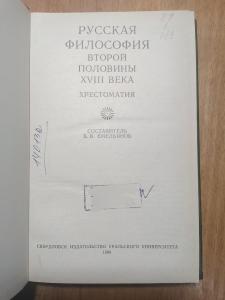 РУССКАЯ
ФИЛОСОФИЯ
ВТОРОЙ
ПОЛОВИНЫ
XVIII ВЕКА
ХРЕСТОМАТИЯ
СОСТАВИТЕЛЬ
Б. В. ЕМЕЛЬЯНОВ
СВЕРДЛОВСК ИЗДАТЕЛЬСТВО УРАЛЬСКОГО УНИВЕРСИТЕТА